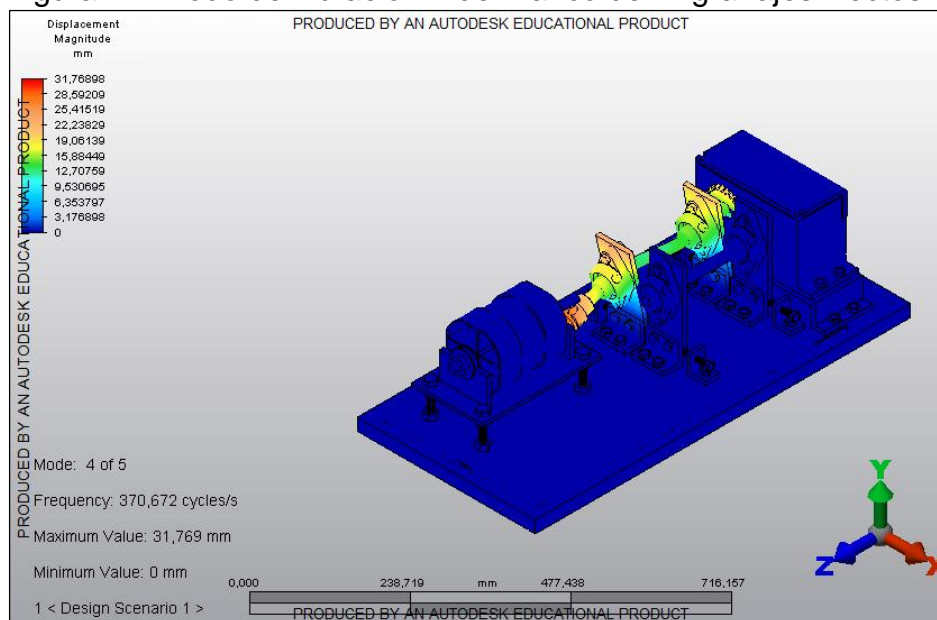 PRODUCED BY AN AUTODESK EDUCATIONAL PRODUCT
Displacement
Magnitude
mm
31,76898
28,59209
25,41519
22,23829
19,06139
15,88449
12,70759
9,530695
6,353797
3,176898
0
PRODUCED BY AN AUTODESK EDUCATIONAL PRODUCT
Mode: 4 of 5
Frequency: 370,672 cycles/s
Maximum Value: 31,769 mm
Minimum Value: 0 mm
1 < Design Scenario 1 >
0,000 238,719 mm 477,438 716,157
PRODUCED BY AN AUTODESK EDUCATIONAL PRODUCT
Y
Z
X